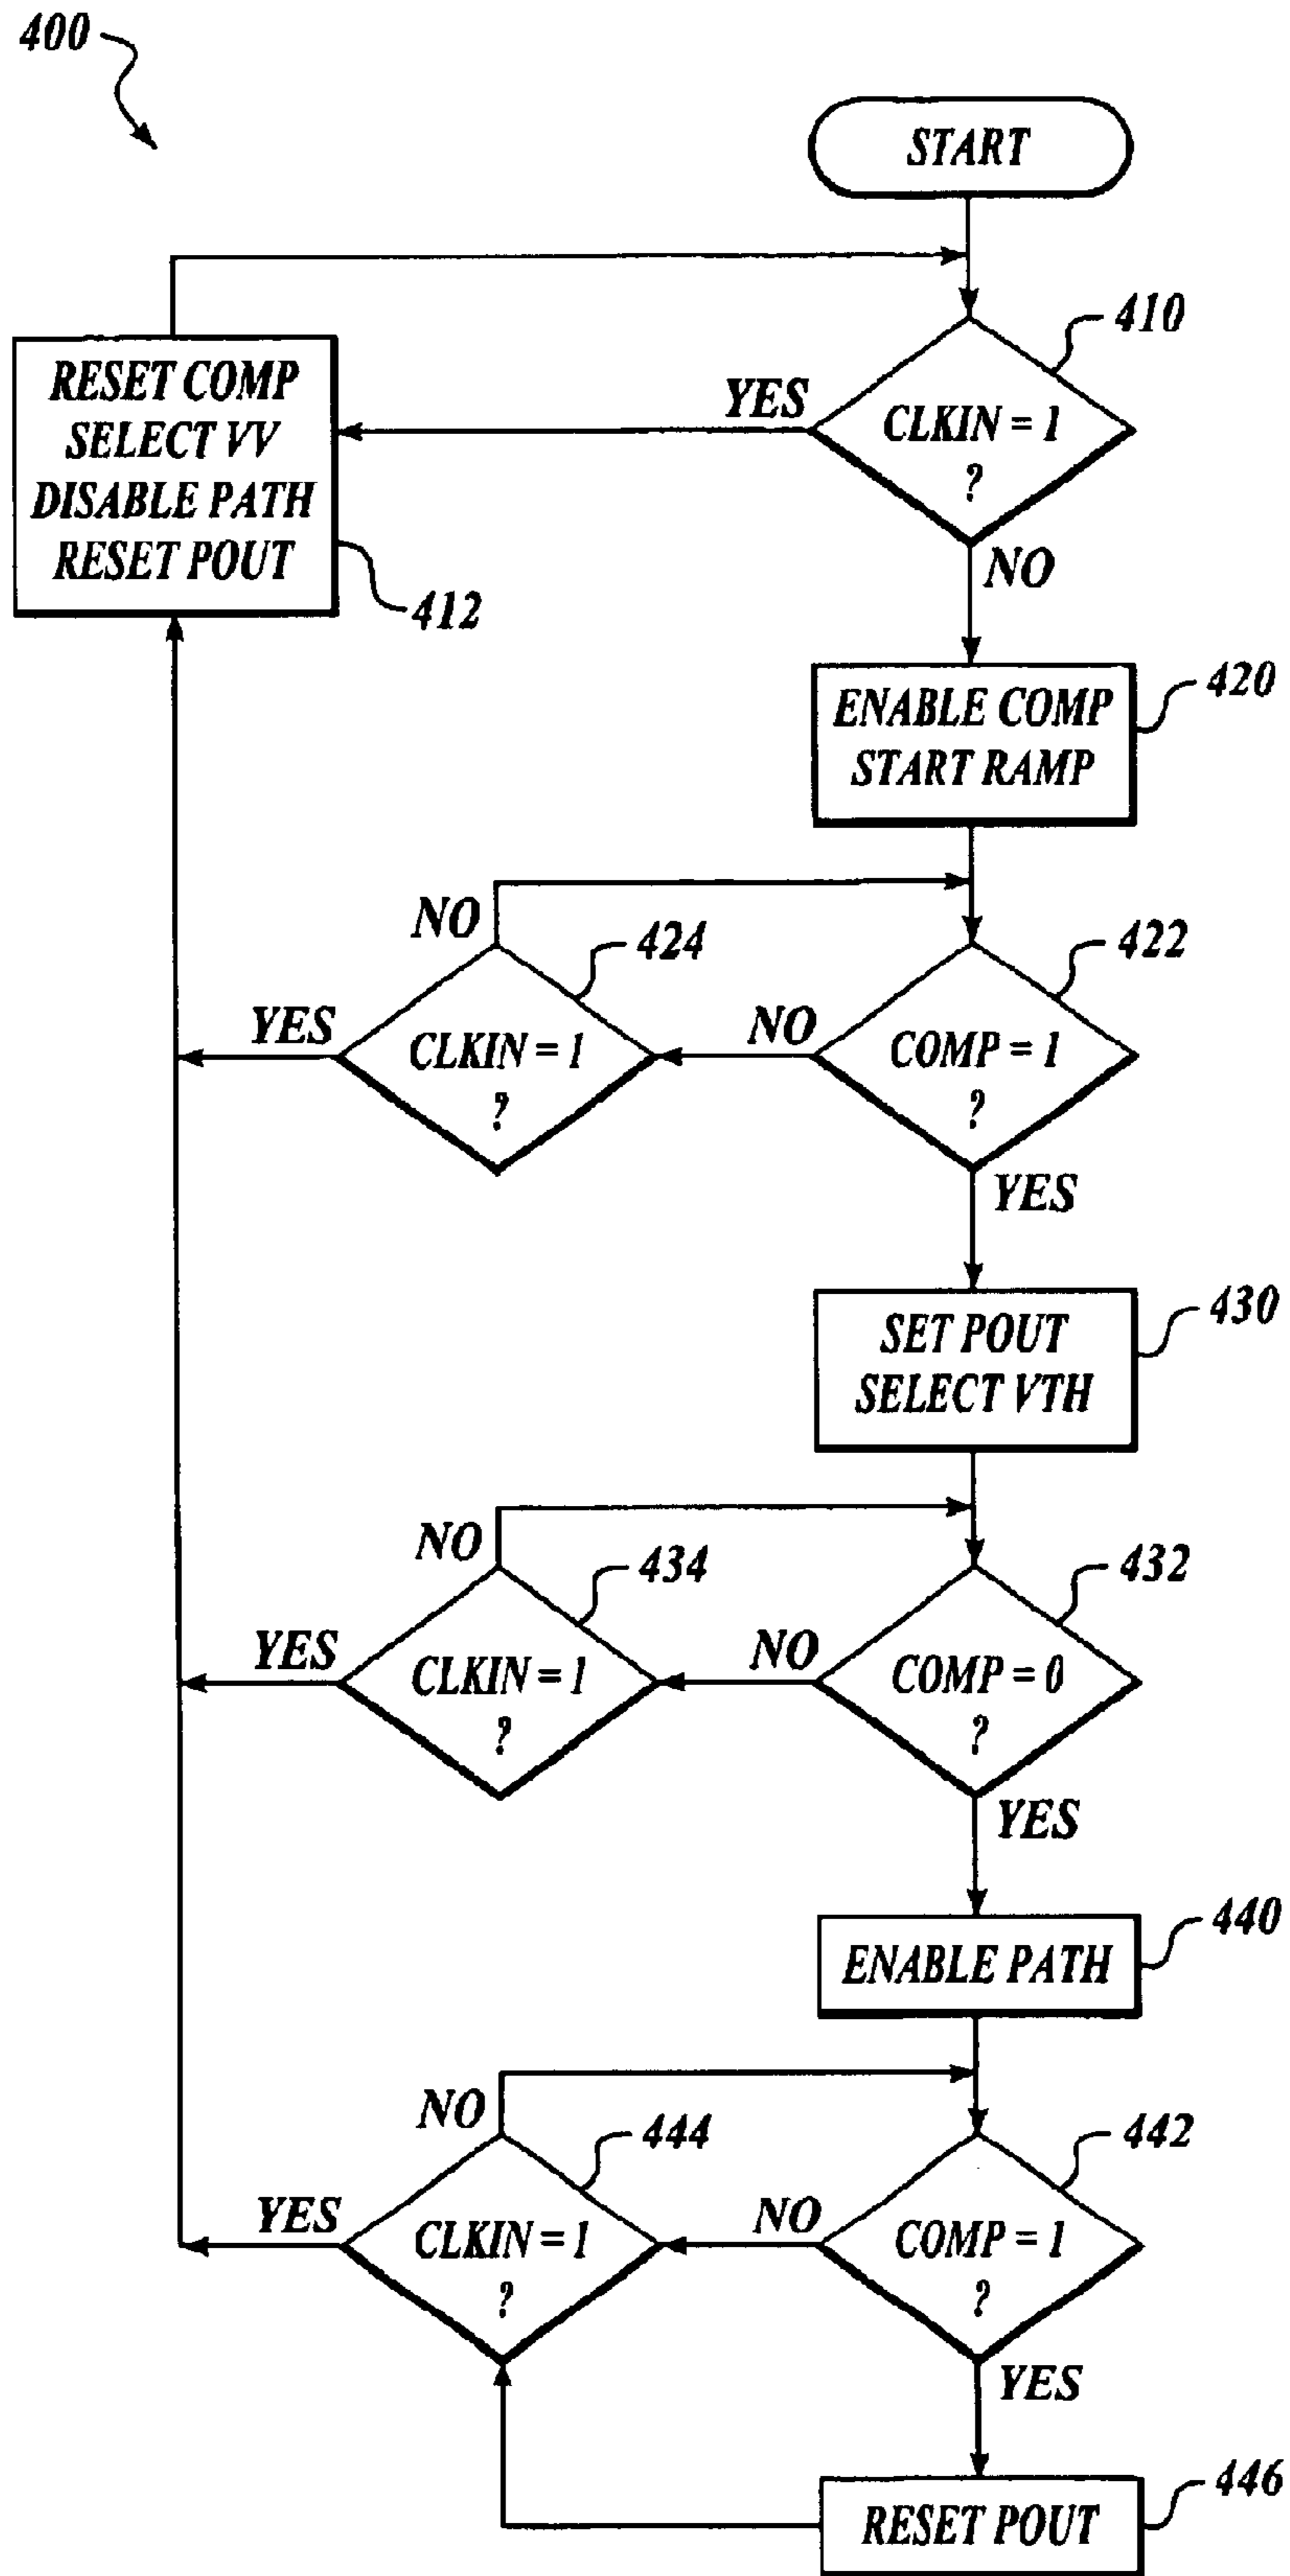 400
START
410
CLKIN = 1
?
YES
NO
RESET COMP
SELECT VV
DISABLE PATH
RESET POUT
412
ENABLE COMP
START RAMP
420
NO
424
422
YES
CLKIN = 1
?
NO
COMP = 1
?
YES
SET POUT
SELECT VTH
430
NO
434
432
YES
CLKIN = 1
?
NO
COMP = 0
?
YES
ENABLE PATH
440
NO
444
442
YES
CLKIN = 1
?
NO
COMP = 1
?
YES
RESET POUT
446